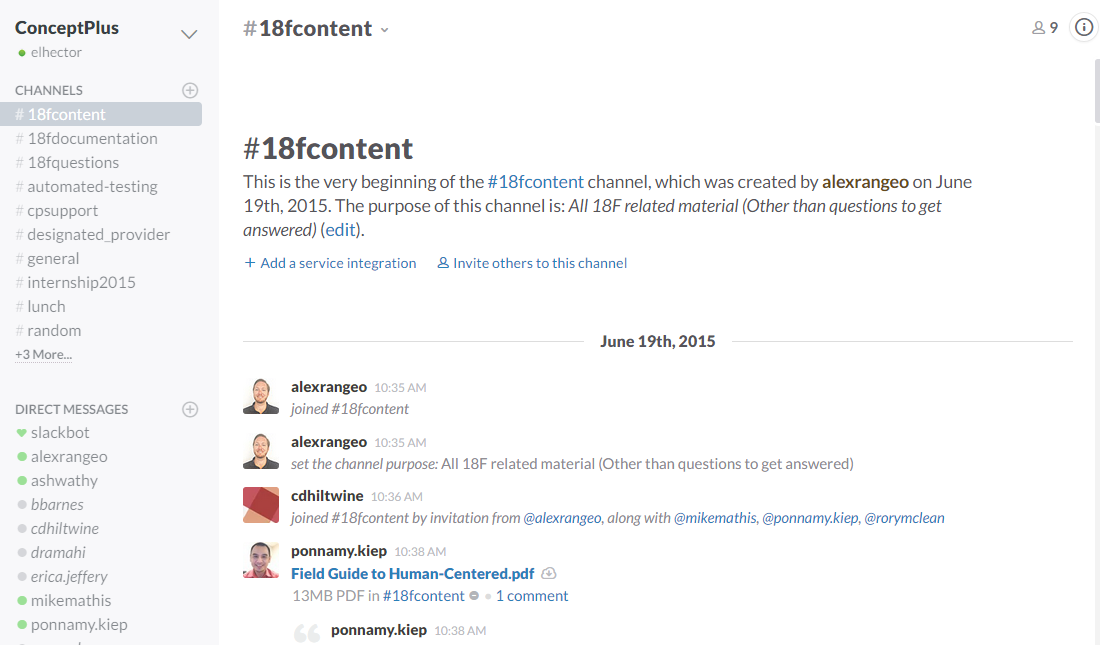 ConceptPlus
elhector
CHANNELS
# 18fcontent
# 18fdocumentation
# 18fquestions
# automated-testing
# cpsupport
# designated_provider
# general
# internship2015
# lunch
# random
+3 More...
DIRECT MESSAGES
slackbot
alexrangeo
ashwathy
bbarnes
cdhiltwine
dramahi
erica.jeffery
mikemathis
ponnamy.kiep
#18fcontent
9
#18fcontent
This is the very beginning of the #18fcontent channel, which was created by alexrangeo on June
19th, 2015. The purpose of this channel is: All 18F related material (Other than questions to get
answered) (edit).
+ Add a service integration Invite others to this channel
June 19th, 2015
alexrangeo 10:35 AM
joined #18fcontent
alexrangeo 10:35 AM
set the channel purpose: All 18F related material (Other than questions to get answered)
cdhiltwine 10:36 AM
joined #18fcontent by invitation from @alexrangeo, along with @mikemathis, @ponnamy.kiep, @rorymclean
ponnamy.kiep 10:38 AM
Field Guide to Human-Centered.pdf
13MB PDF in #18fcontent • 1 comment
ponnamy.kiep 10:38 AM